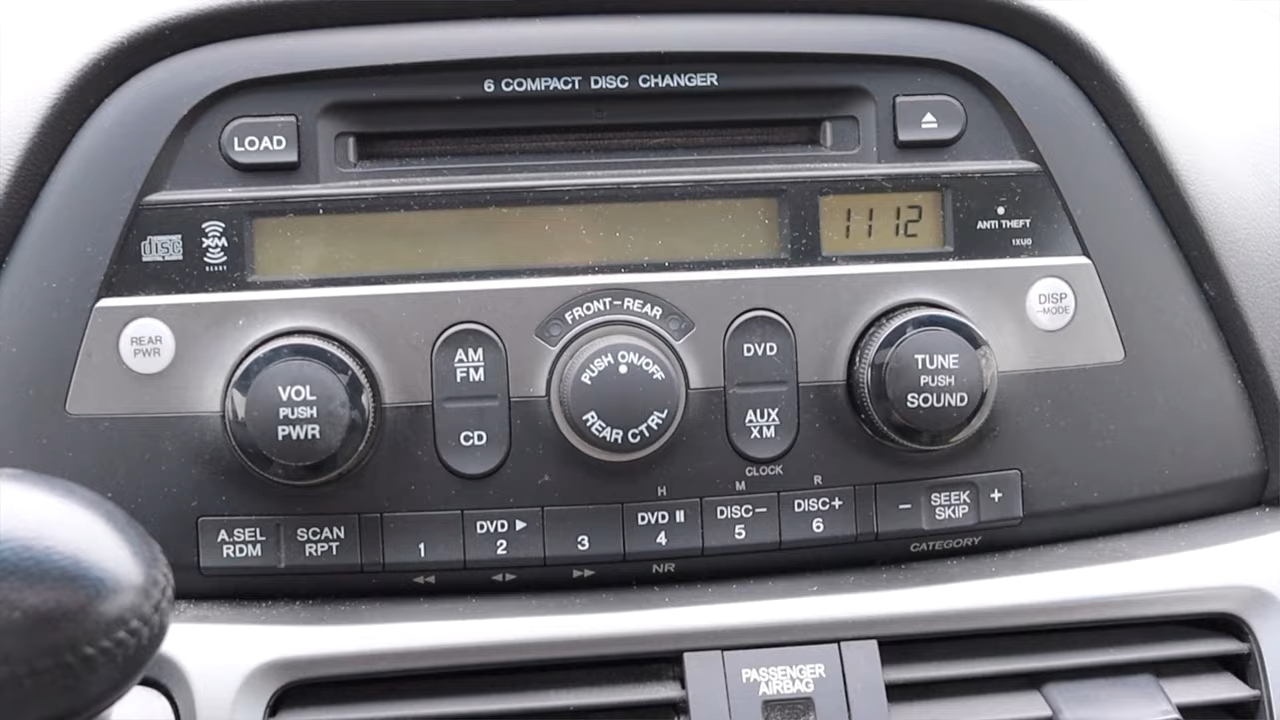 6 COMPACT DISC CHANGER
LOAD
disc
XM
READY
1112
ANTI THEFT
1XU0
REAR
PWR
VOL
PUSH
PWR
AM
FM
CD
FRONT-REAR
PUSH ON/OFF
REAR CTRL
DVD
AUX
XM
CLOCK
TUNE
PUSH
SOUND
DISP
-MODE
A.SEL
RDM
SCAN
RPT
1
DVD ▶
2
3
H
DVD II
4
NR
M
DISC-
5
R
DISC+
6
- SEEK +
SKIP
CATEGORY
PASSENGER
AIRBAG